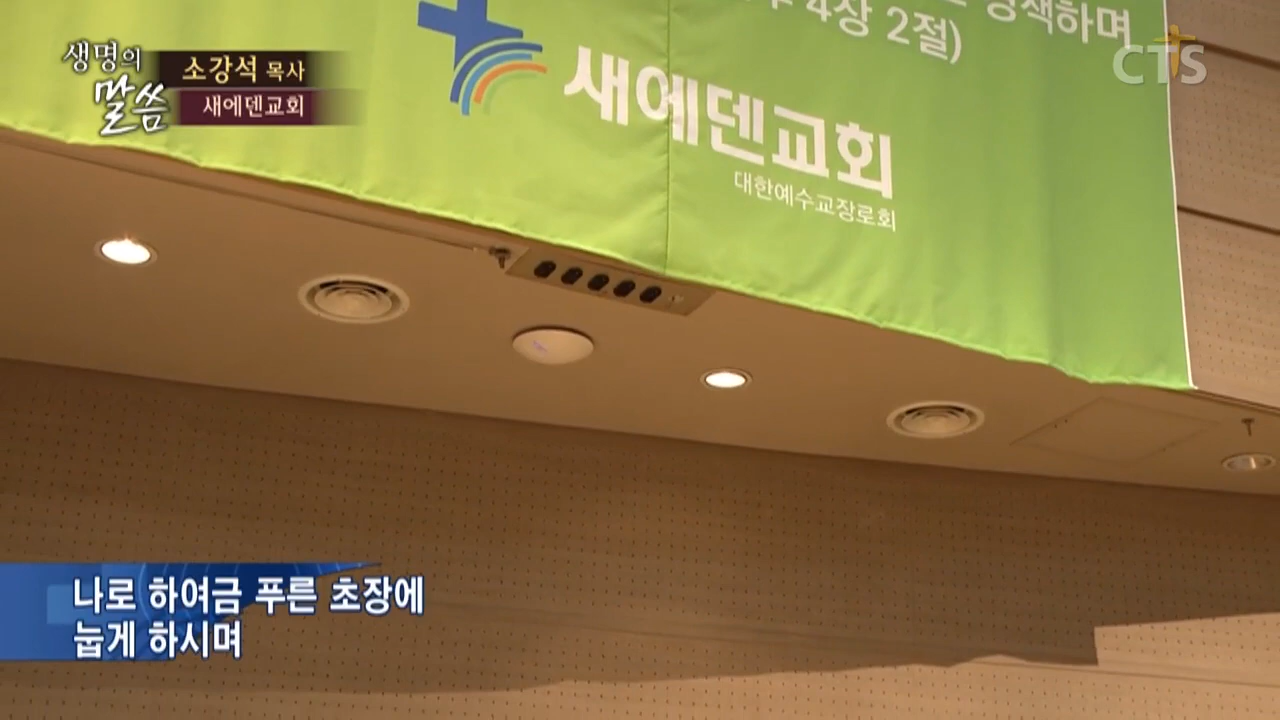 생명의
말씀
소강석 목사
새에덴교회
4장 2절)
CTS
새에덴교회
대한예수교장로회
나로 하여금 푸른 초장에
눕게 하시며